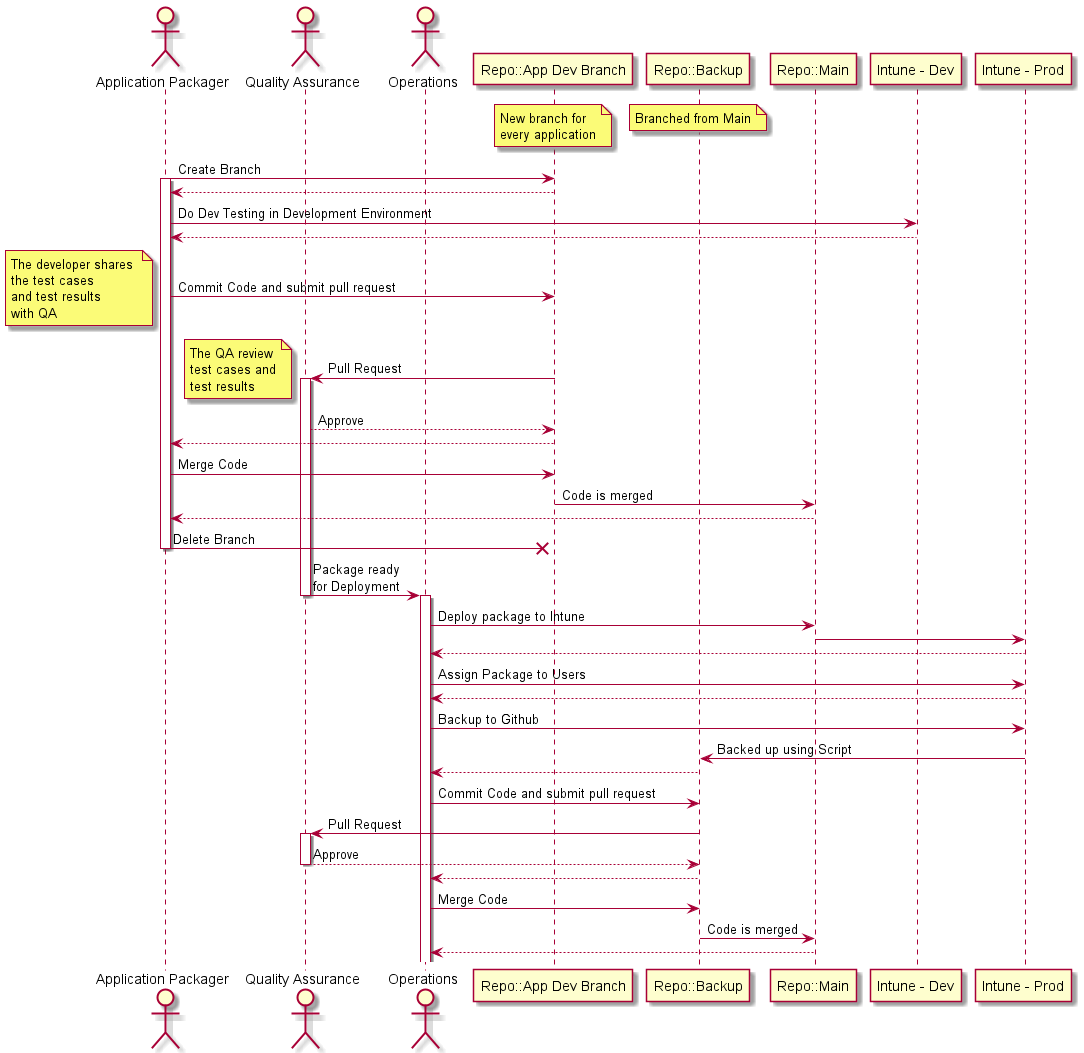 Application Packager
Quality Assurance
Operations
Repo::App Dev Branch
Repo::Backup
Repo::Main
Intune - Dev
Intune - Prod
New branch for
every application
Branched from Main
Create Branch
Do Dev Testing in Development Environment
The developer shares
the test cases
and test results
with QA
Commit Code and submit pull request
The QA review
test cases and
test results
Pull Request
Approve
Merge Code
Code is merged
Delete Branch
Package ready
for Deployment
Deploy package to Intune
Assign Package to Users
Backup to Github
Backed up using Script
Commit Code and submit pull request
Pull Request
Approve
Merge Code
Code is merged
Application Packager
Quality Assurance
Operations
Repo::App Dev Branch
Repo::Backup
Repo::Main
Intune - Dev
Intune - Prod